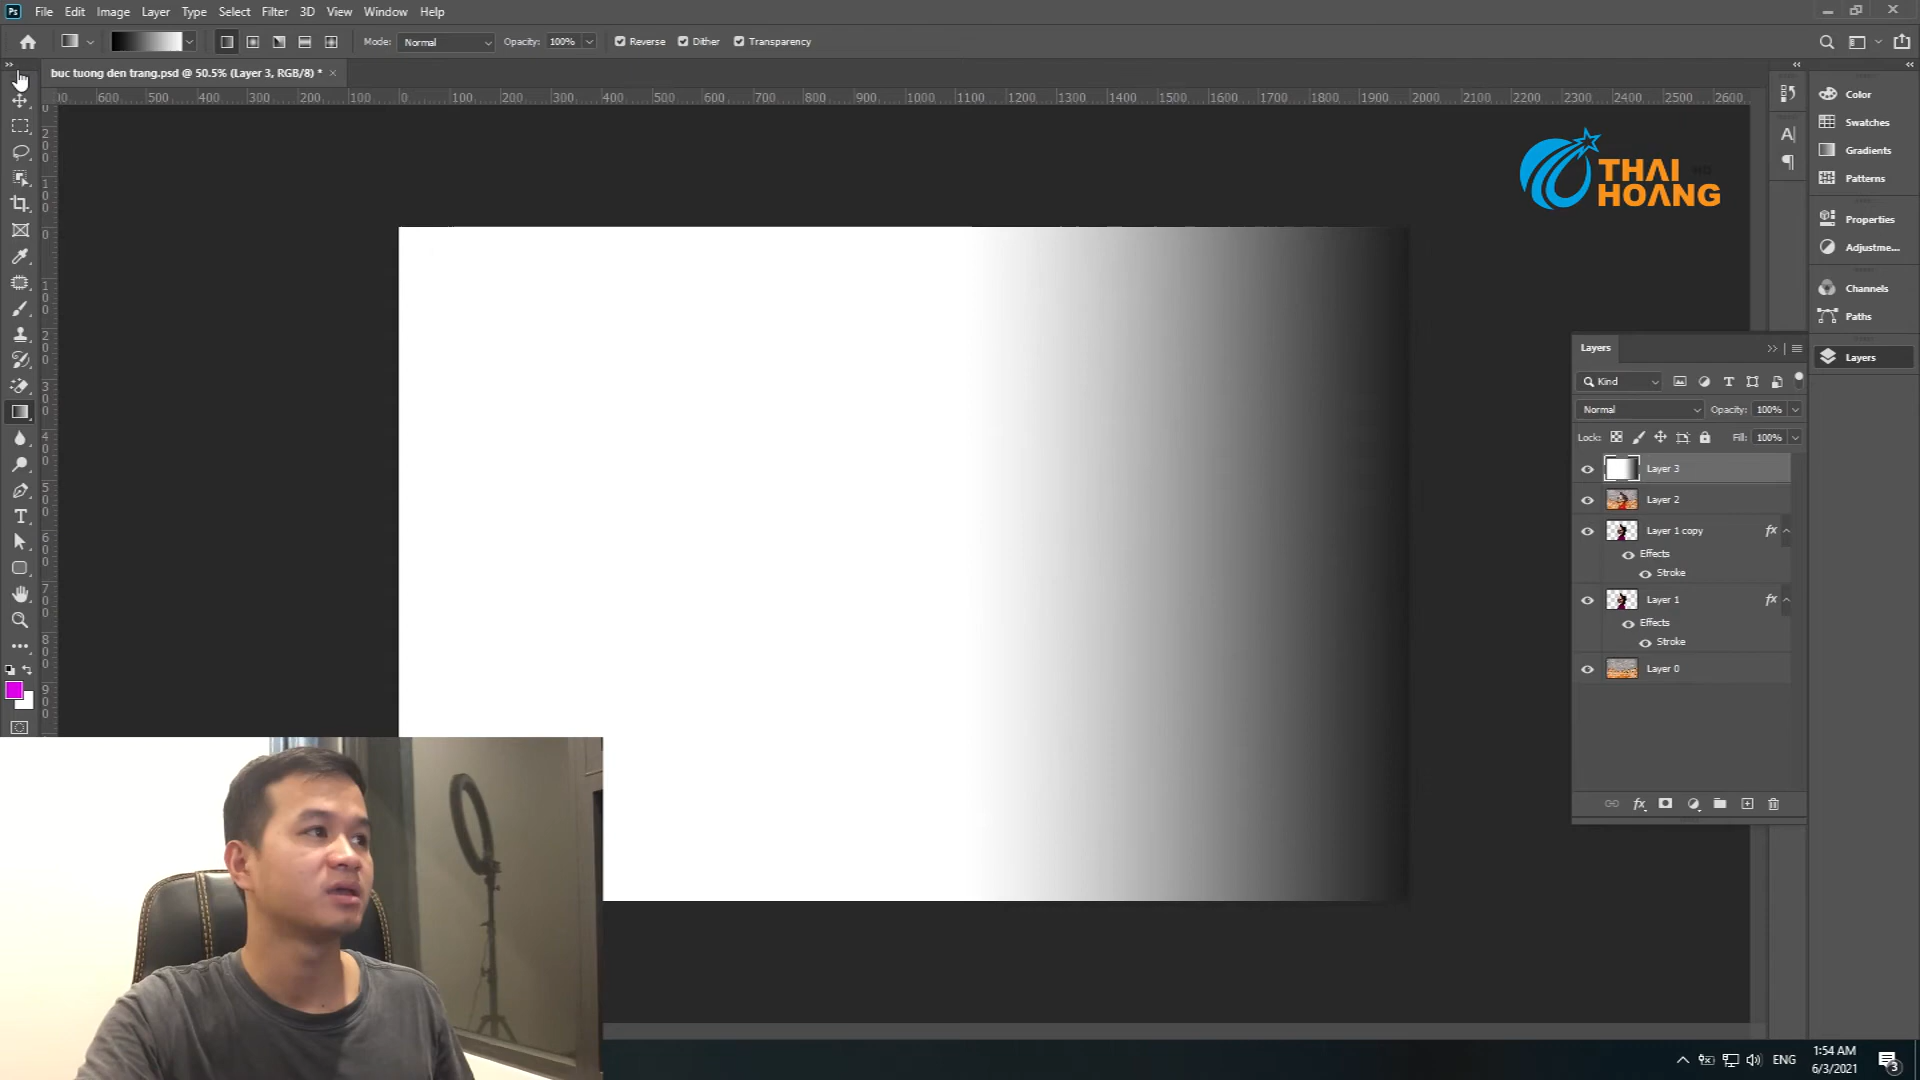 Ps File Edit Image Layer Type Select Filter 3D View Window Help
Mode: Normal Opacity: 100% Reverse Dither Transparency
buc tuong den trang.psd @ 50.5% (Layer 3, RGB/8) * ×
600 500 400 300 200 100 0 100 200 300 400 500 600 700 800 900 1000 1100 1200 1300 1400 1500 1600 1700 1800 1900 2000 2100 2200 2300 2400 2500 2600
THAI
HOANG
Color
Swatches
Gradients
Patterns
Properties
Adjustme...
Channels
Paths
Layers
Layers
Kind
Normal Opacity: 100%
Lock: Fill: 100%
Layer 3
Layer 2
Layer 1 copy fx
Effects
Stroke
Layer 1 fx
Effects
Stroke
Layer 0
fx
ENG
1:54 AM
6/3/2021
3